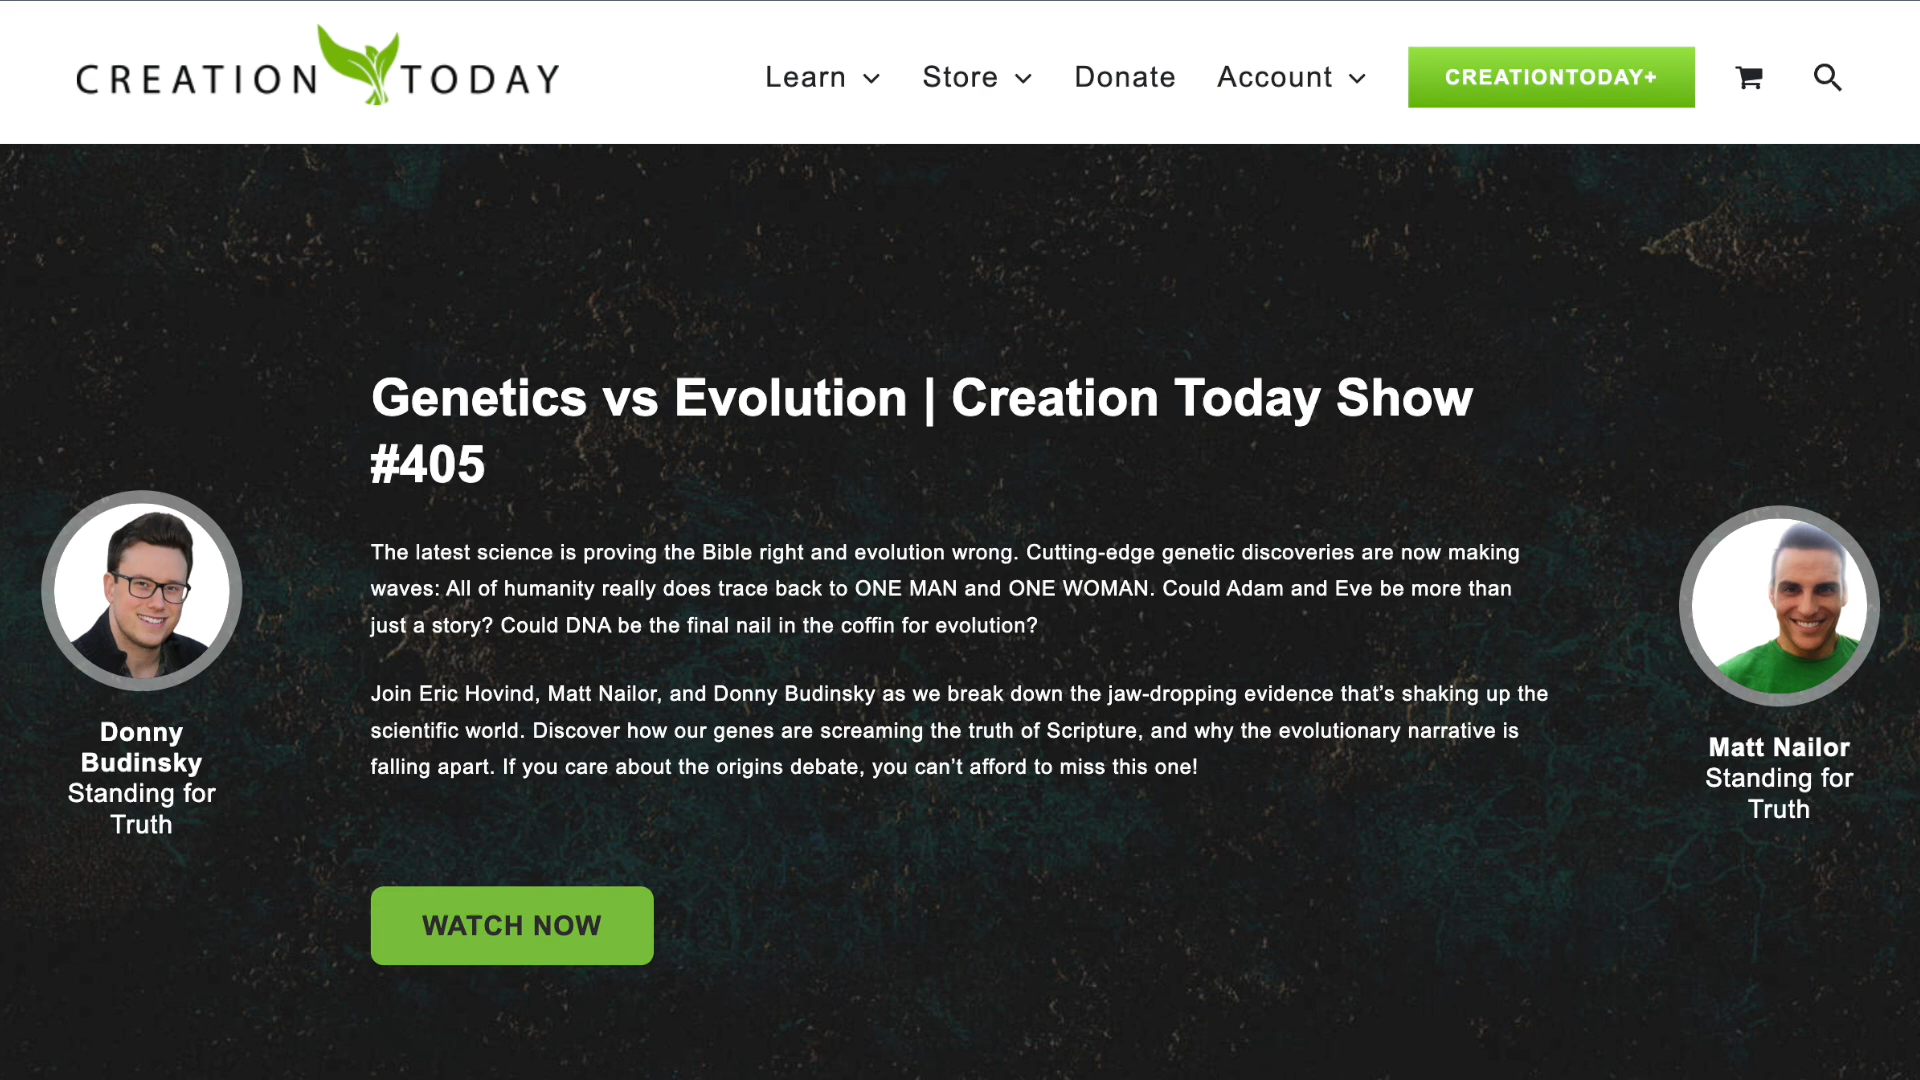 CREATION TODAY
Learn
Store
Donate
Account
CREATIONTODAY+
Genetics vs Evolution | Creation Today Show
#405
The latest science is proving the Bible right and evolution wrong. Cutting-edge genetic discoveries are now making
waves: All of humanity really does trace back to ONE MAN and ONE WOMAN. Could Adam and Eve be more than
just a story? Could DNA be the final nail in the coffin for evolution?
Join Eric Hovind, Matt Nailor, and Donny Budinsky as we break down the jaw-dropping evidence that’s shaking up the
scientific world. Discover how our genes are screaming the truth of Scripture, and why the evolutionary narrative is
falling apart. If you care about the origins debate, you can’t afford to miss this one!
WATCH NOW
Donny
Budinsky
Standing for
Truth
Matt Nailor
Standing for
Truth